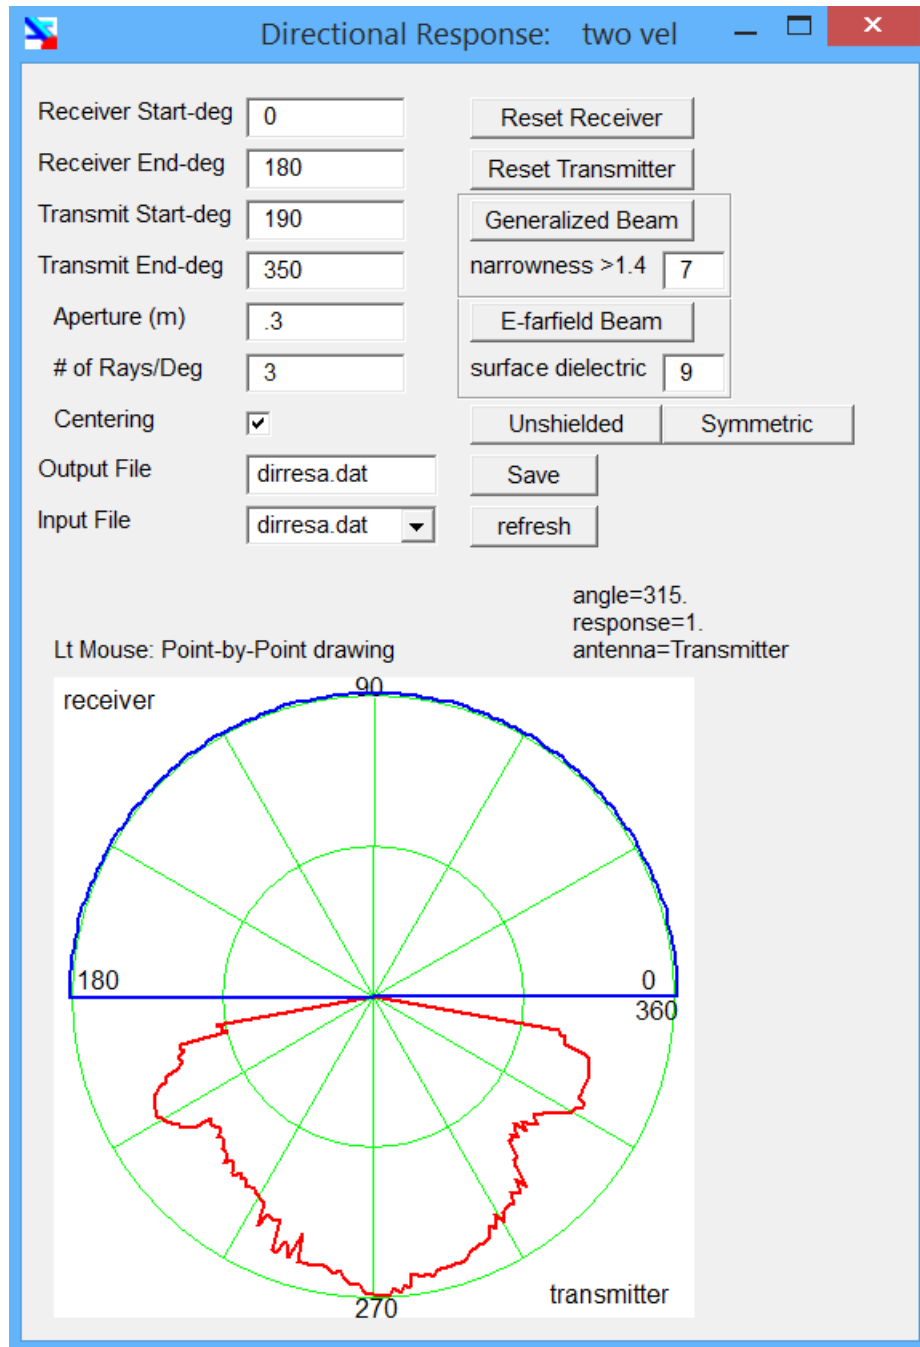 Directional Response: two vel
Receiver Start-deg 0 Reset Receiver
Receiver End-deg 180 Reset Transmitter
Transmit Start-deg 190 Generalized Beam
Transmit End-deg 350 narrowness >1.4 7
Aperture (m) .3 E-farfield Beam
# of Rays/Deg 3 surface dielectric 9
Centering Unshielded Symmetric
Output File dirresa.dat Save
Input File dirresa.dat refresh
angle=315.
response=1.
Lt Mouse: Point-by-Point drawing antenna=Transmitter
receiver 90
180 0
360
270 transmitter